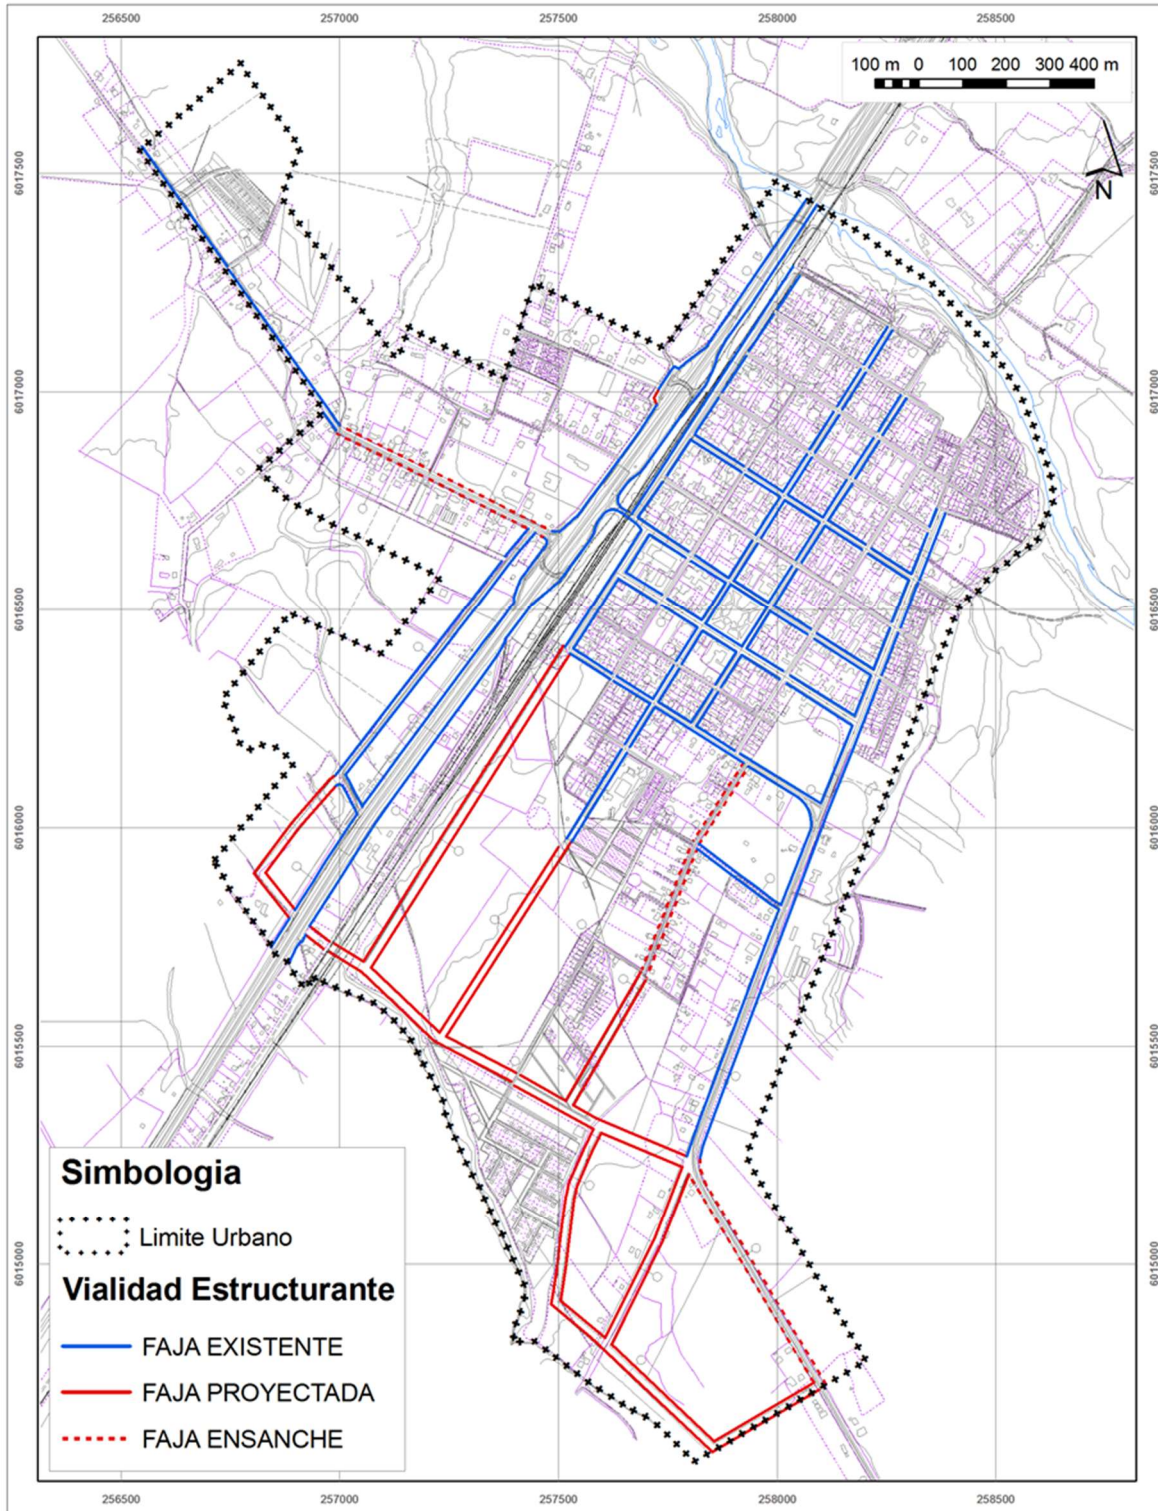 256500 257000 257500 258000 258500
100 m 0 100 200 300 400 m
N
6017500 6017500
6017000 6017000
6016500 6016500
6016000 6016000
6015500 6015500
6015000 6015000
Simbologia
Limite Urbano
Vialidad Estructurante
FAJA EXISTENTE
FAJA PROYECTADA
FAJA ENSANCHE
256500 257000 257500 258000 258500